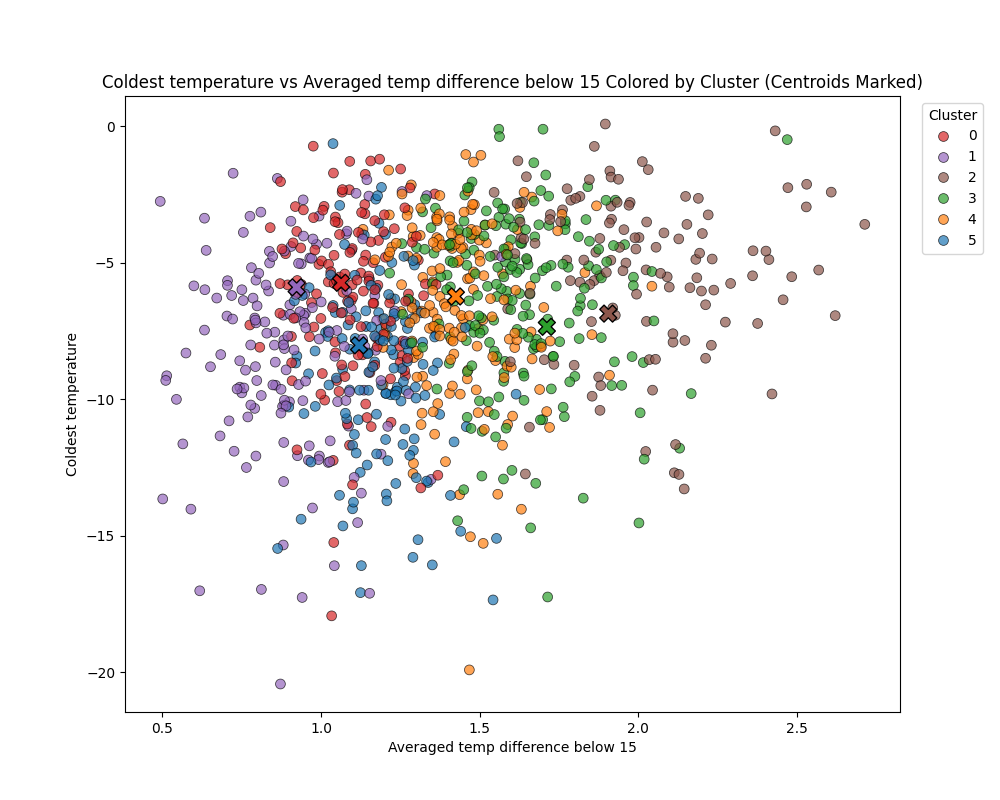 Coldest temperature vs Averaged temp difference below 15 Colored by Cluster (Centroids Marked)
Cluster
0
1
2
3
4
5
Coldest temperature
0
−5
−10
−15
−20
0.5 1.0 1.5 2.0 2.5
Averaged temp difference below 15